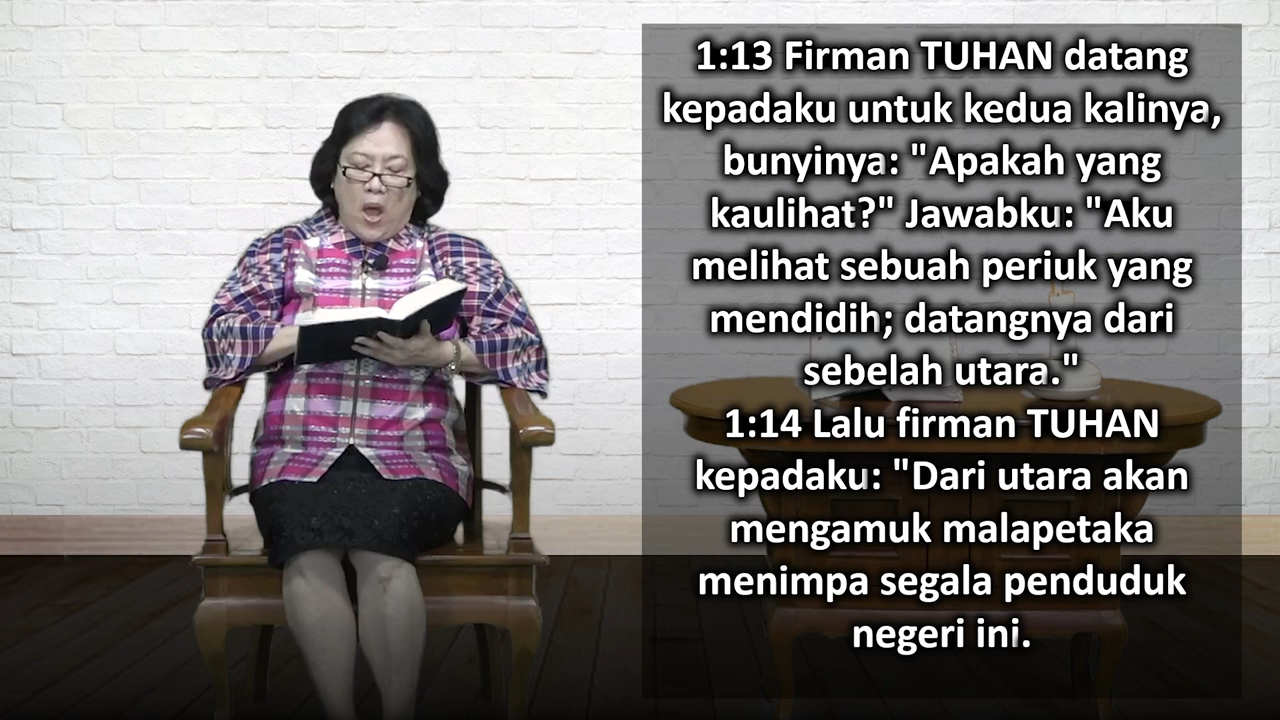 1:13 Firman TUHAN datang
kepadaku untuk kedua kalinya,
bunyinya: "Apakah yang
kaulihat?" Jawabku: "Aku
melihat sebuah periuk yang
mendidih; datangnya dari
sebelah utara."
1:14 Lalu firman TUHAN
kepadaku: "Dari utara akan
mengamuk malapetaka
menimpa segala penduduk
negeri ini.